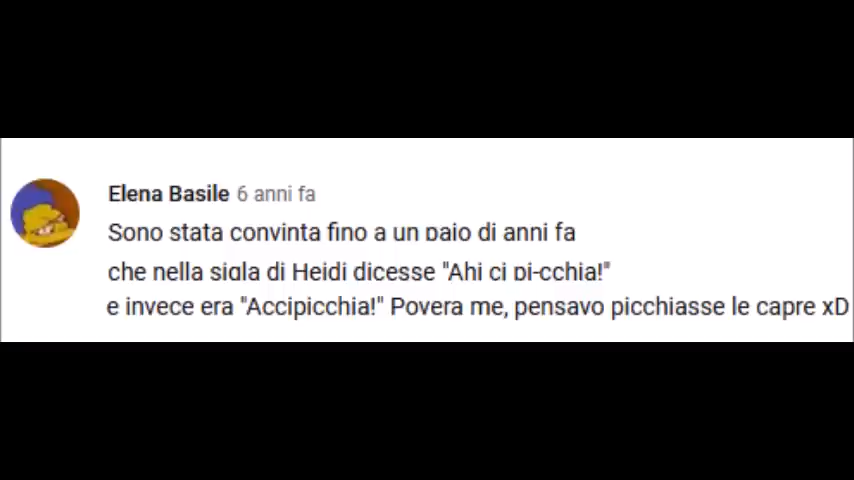 Elena Basile 6 anni fa
Sono stata convinta fino a un paio di anni fa
che nella sigla di Heidi dicesse "Ahi ci pi-cchia!"
e invece era "Accipicchia!" Povera me, pensavo picchiasse le capre xD